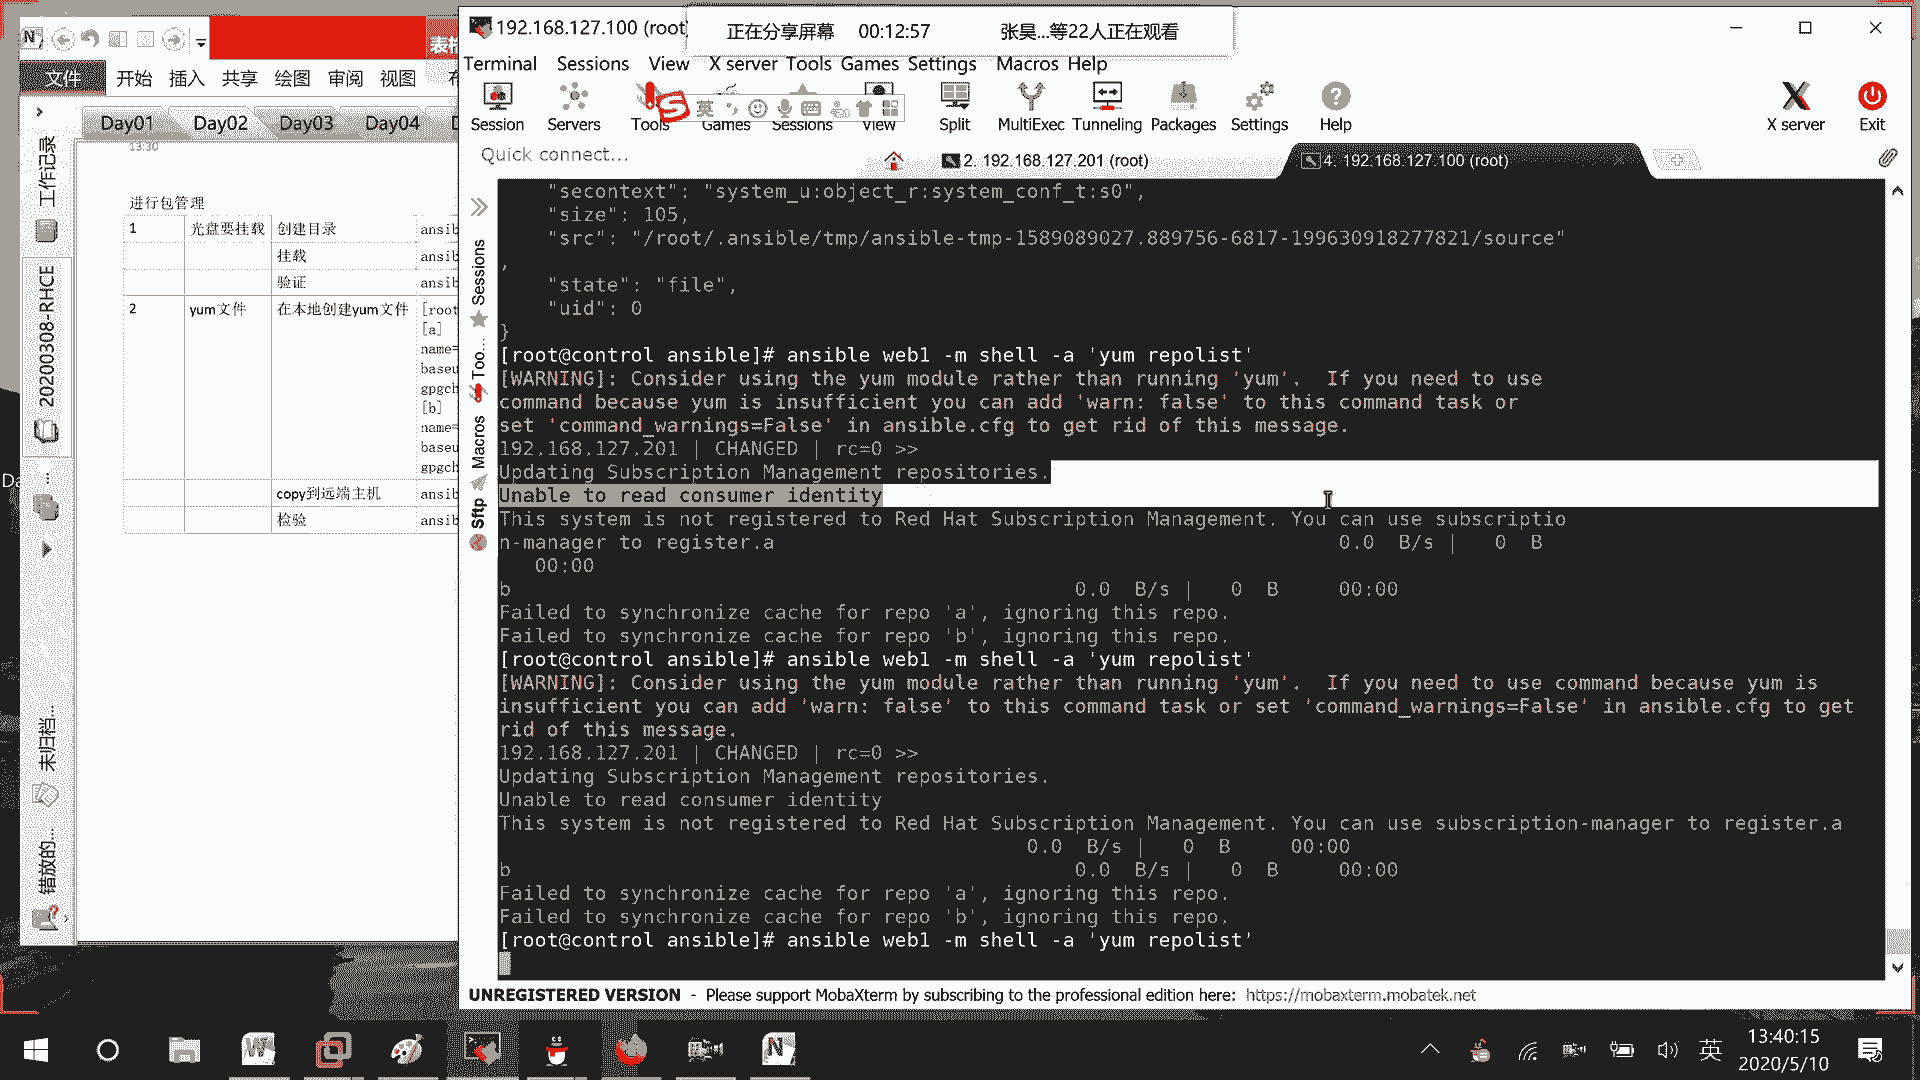 192.168.127.100 (root
正在分享屏幕 00:12:57 张昊...等22人正在观看
Terminal Sessions View X server Tools Games Settings Macros Help
文件 开始 插入 共享 绘图 审阅 视图
Session Servers Tools Games Sessions View Split MultiExec Tunneling Packages Settings Help X server Exit
英
Quick connect...
2. 192.168.127.201 (root)
4. 192.168.127.100 (root)
Day01 Day02 Day03 Day04
13:30
工作记录
20200308-RHCE
未归档...
错放的...
进行包管理
1 光盘要挂载 创建目录 ansib
挂载 ansib
验证 ansib
2 yum文件 在本地创建yum文件 [root
[a]
name=
baseu
gpgch
[b]
name=
baseu
gpgch
copy到远端主机 ansib
检验 ansib
Sessions
Too...
Macros
Sftp
"secontext": "system_u:object_r:system_conf_t:s0",
"size": 105,
"src": "/root/.ansible/tmp/ansible-tmp-1589089027.889756-6817-199630918277821/source"
,
"state": "file",
"uid": 0
}
[root@control ansible]# ansible web1 -m shell -a 'yum repolist'
[WARNING]: Consider using the yum module rather than running 'yum'.  If you need to use
command because yum is insufficient you can add 'warn: false' to this command task or
set 'command_warnings=False' in ansible.cfg to get rid of this message.
192.168.127.201 | CHANGED | rc=0 >>
Updating Subscription Management repositories.
Unable to read consumer identity
This system is not registered to Red Hat Subscription Management. You can use subscriptio
n-manager to register.a 0.0  B/s |   0  B
00:00
b 0.0  B/s |   0  B     00:00
Failed to synchronize cache for repo 'a', ignoring this repo.
Failed to synchronize cache for repo 'b', ignoring this repo.
[root@control ansible]# ansible web1 -m shell -a 'yum repolist'
[WARNING]: Consider using the yum module rather than running 'yum'.  If you need to use command because yum is
insufficient you can add 'warn: false' to this command task or set 'command_warnings=False' in ansible.cfg to get
rid of this message.
192.168.127.201 | CHANGED | rc=0 >>
Updating Subscription Management repositories.
Unable to read consumer identity
This system is not registered to Red Hat Subscription Management. You can use subscription-manager to register.a
0.0  B/s |   0  B     00:00
b 0.0  B/s |   0  B     00:00
Failed to synchronize cache for repo 'a', ignoring this repo.
Failed to synchronize cache for repo 'b', ignoring this repo.
[root@control ansible]# ansible web1 -m shell -a 'yum repolist'
UNREGISTERED VERSION - Please support MobaXterm by subscribing to the professional edition here: https://mobaxterm.mobatek.net
英
13:40:15
2020/5/10